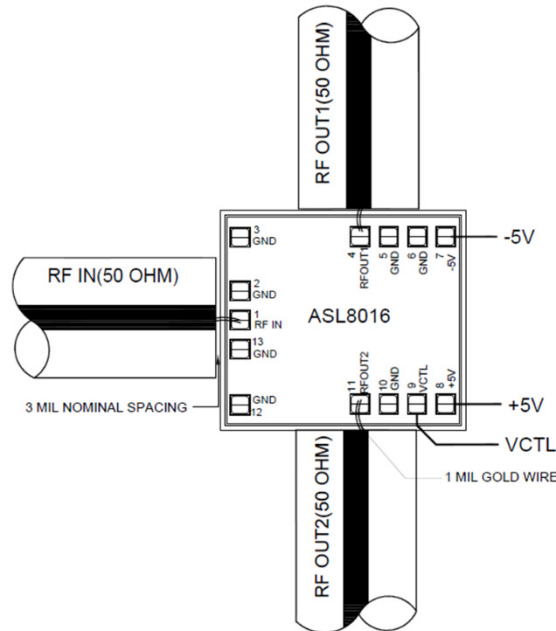 RF OUT1(50 OHM)
3
GND
4
RFOUT1
5
GND
6
GND
7
-5V
-5V
RF IN(50 OHM)
2
GND
1
RF IN
ASL8016
13
GND
3 MIL NOMINAL SPACING
GND
12
11
RFOUT2
10
GND
9
VCTL
8
+5V
+5V
VCTL
1 MIL GOLD WIRE
RF OUT2(50 OHM)